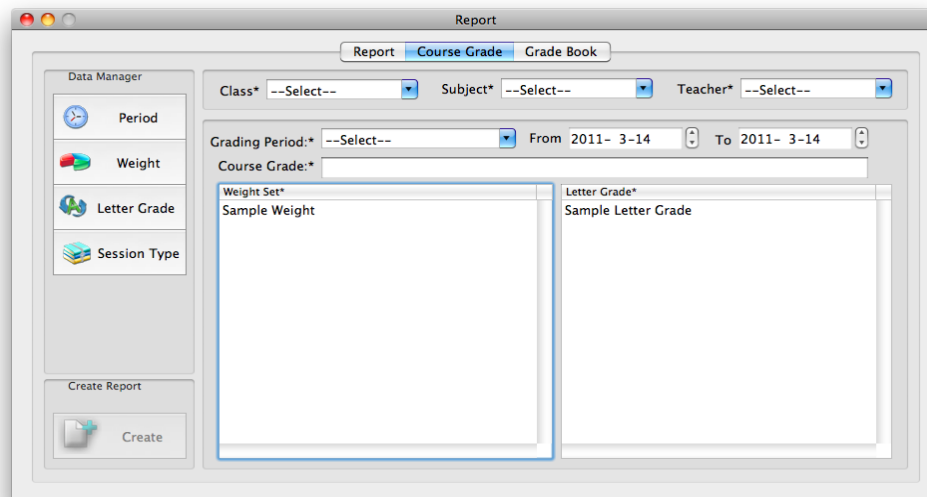 Report
Report Course Grade Grade Book
Data Manager
Period
Weight
Letter Grade
Session Type
Create Report
Create
Class* --Select-- Subject* --Select-- Teacher* --Select--
Grading Period:* --Select-- From 2011- 3-14 To 2011- 3-14
Course Grade:*
Weight Set*
Sample Weight
Letter Grade*
Sample Letter Grade